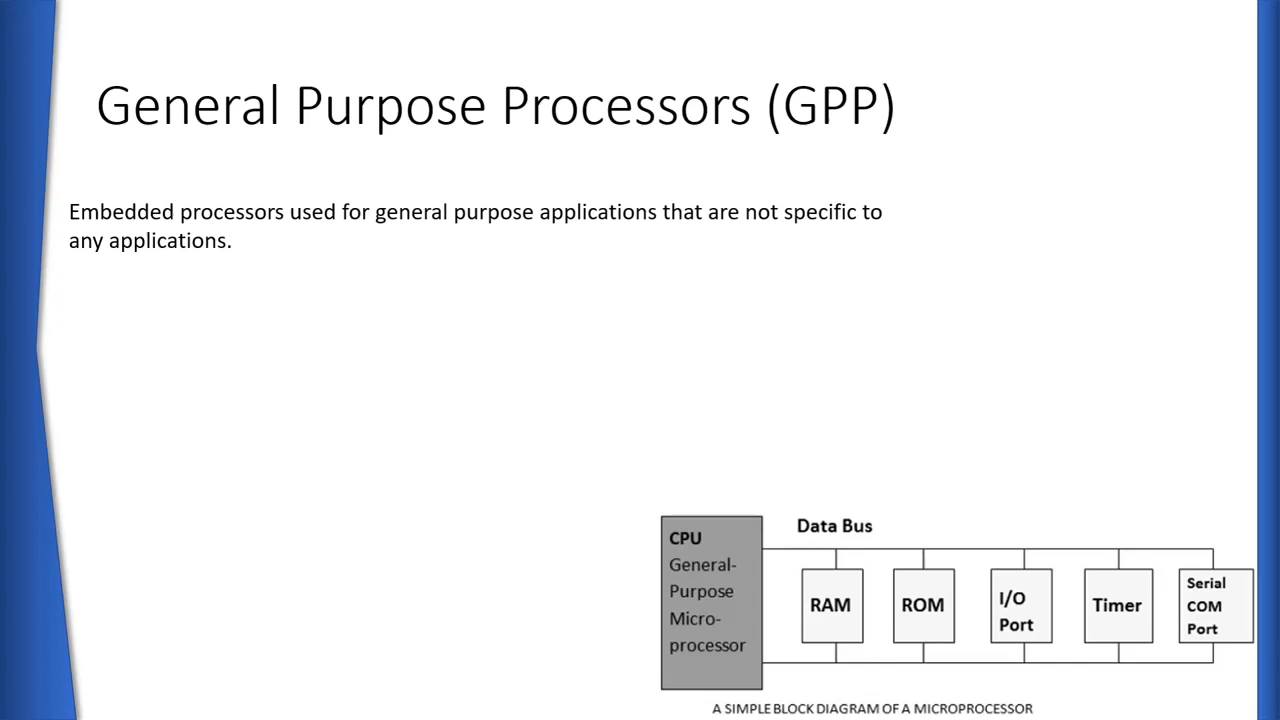 General Purpose Processors (GPP)
Embedded processors used for general purpose applications that are not specific to
any applications.
CPU
General-
Purpose
Micro-
processor
Data Bus
RAM
ROM
I/O
Port
Timer
Serial
COM
Port
A SIMPLE BLOCK DIAGRAM OF A MICROPROCESSOR